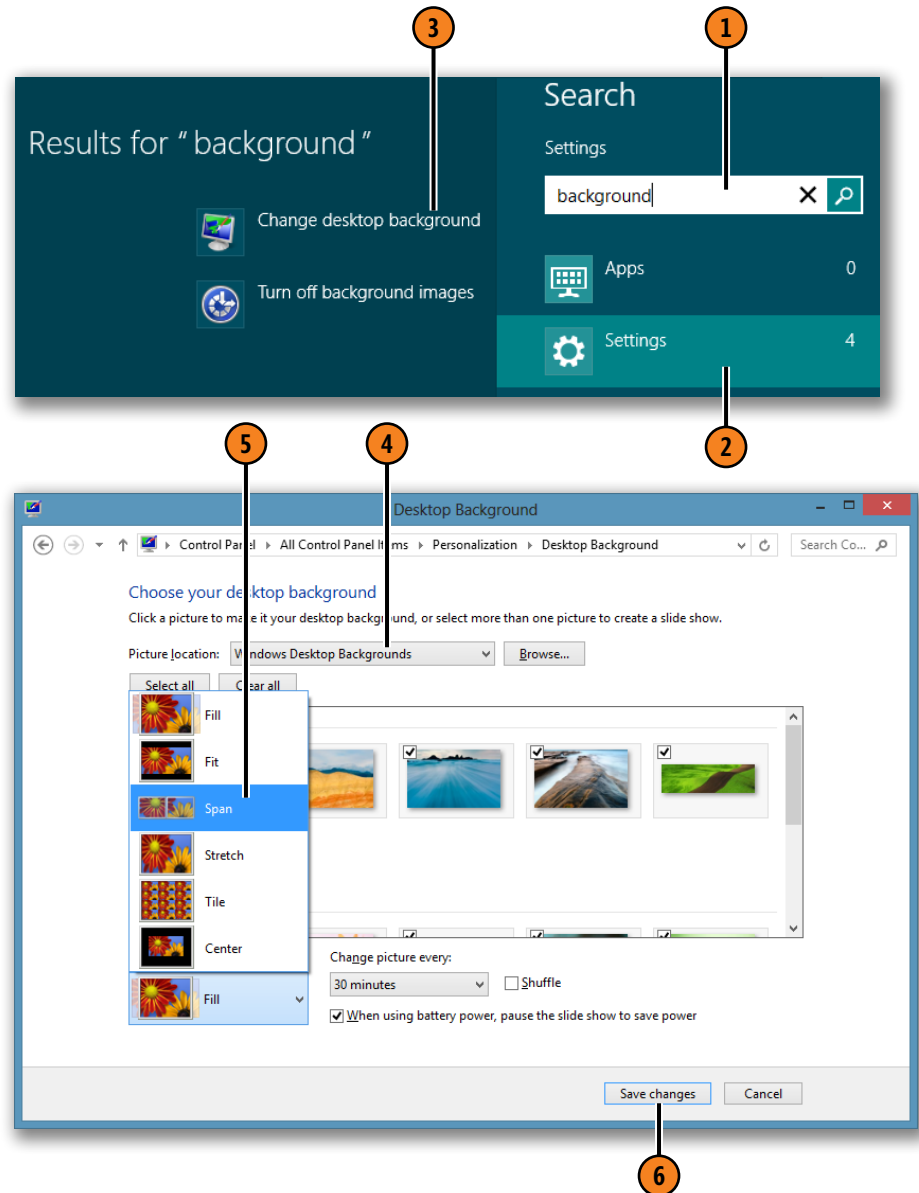 3
1
Search
Results for " background "
Settings
background
Change desktop background
Apps 0
Turn off background images
Settings 4
5
4
2
Desktop Background
Control Panel All Control Panel Items Personalization Desktop Background
Search Co...
Choose your desktop background
Click a picture to make it your desktop background, or select more than one picture to create a slide show.
Picture location: Windows Desktop Backgrounds Browse...
Select all Clear all
Fill
Fit
Span
Stretch
Tile
Center
Change picture every:
Fill
30 minutes Shuffle
When using battery power, pause the slide show to save power
Save changes Cancel
6